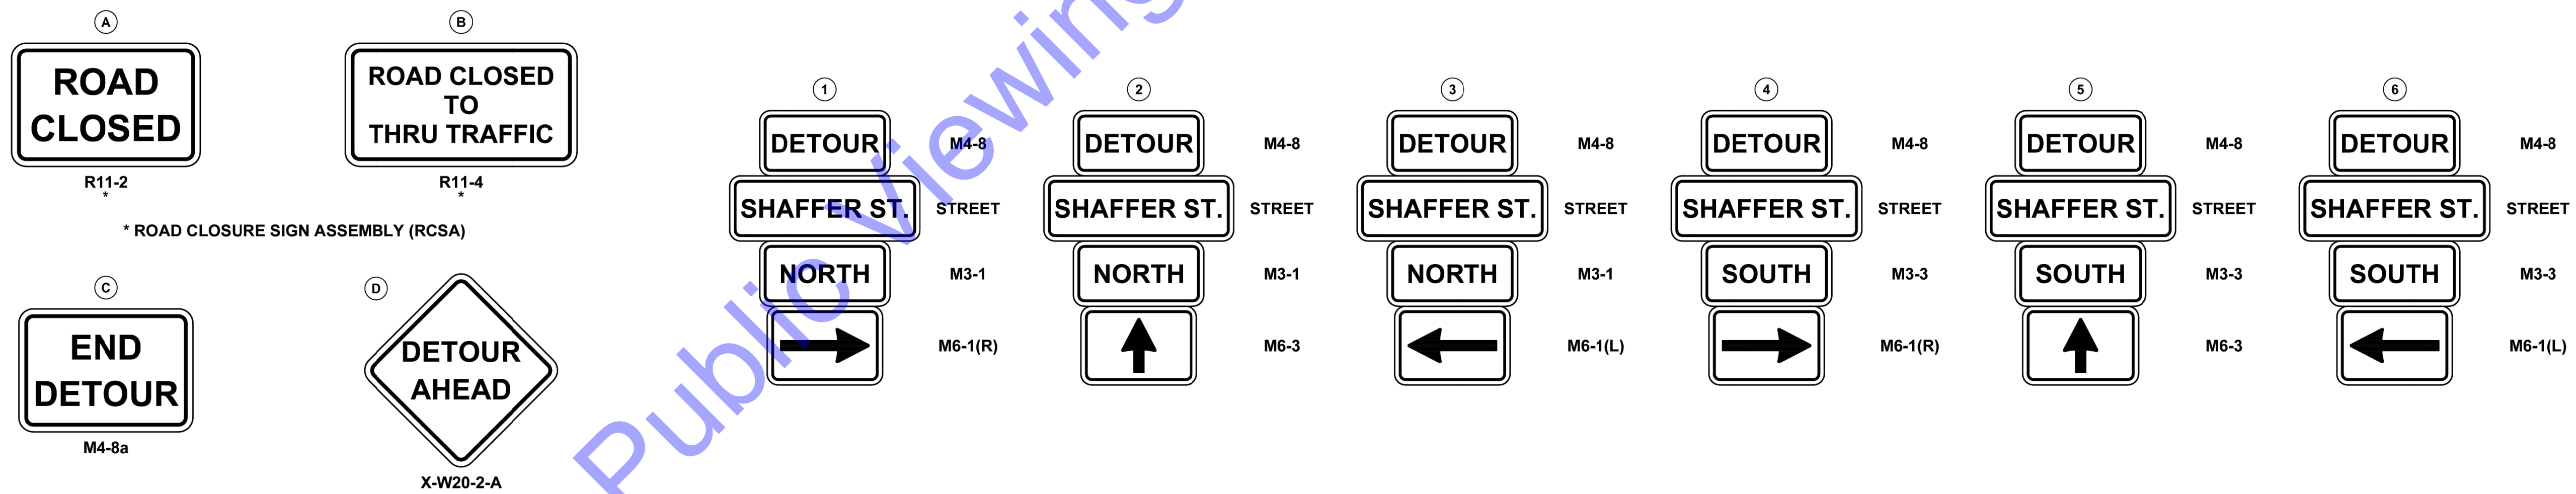 A
ROAD
CLOSED
R11-2
*
B
ROAD CLOSED
TO
THRU TRAFFIC
R11-4
*
* ROAD CLOSURE SIGN ASSEMBLY (RCSA)
C
END
DETOUR
M4-8a
D
DETOUR
AHEAD
X-W20-2-A
1
DETOUR M4-8
SHAFFER ST. STREET
NORTH M3-1
M6-1(R)
2
DETOUR M4-8
SHAFFER ST. STREET
NORTH M3-1
M6-3
3
DETOUR M4-8
SHAFFER ST. STREET
NORTH M3-1
M6-1(L)
4
DETOUR M4-8
SHAFFER ST. STREET
SOUTH M3-3
M6-1(R)
5
DETOUR M4-8
SHAFFER ST. STREET
SOUTH M3-3
M6-3
6
DETOUR M4-8
SHAFFER ST. STREET
SOUTH M3-3
M6-1(L)
Public Viewing